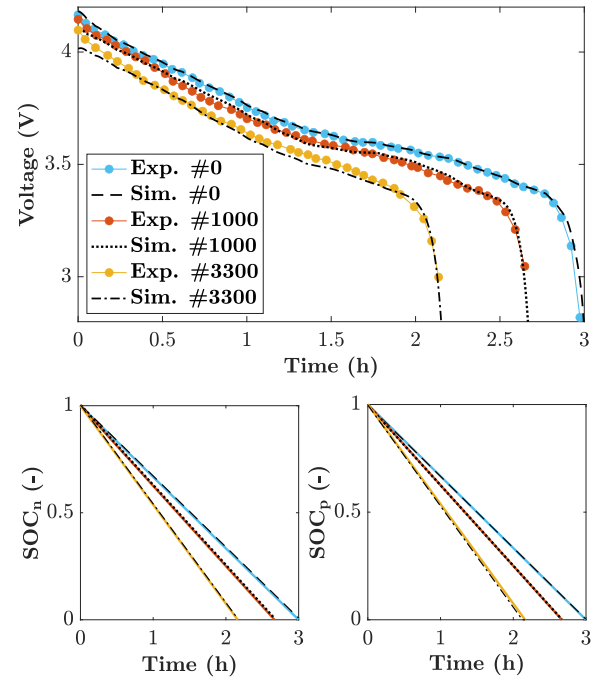 4
3.5
3
Voltage (V)
Exp. #0
Sim. #0
Exp. #1000
Sim. #1000
Exp. #3300
Sim. #3300
0 0.5 1 1.5 2 2.5 3
Time (h)
1
0.5
0
SOCn (-)
0 1 2 3
Time (h)
1
0.5
0
SOCp (-)
0 1 2 3
Time (h)